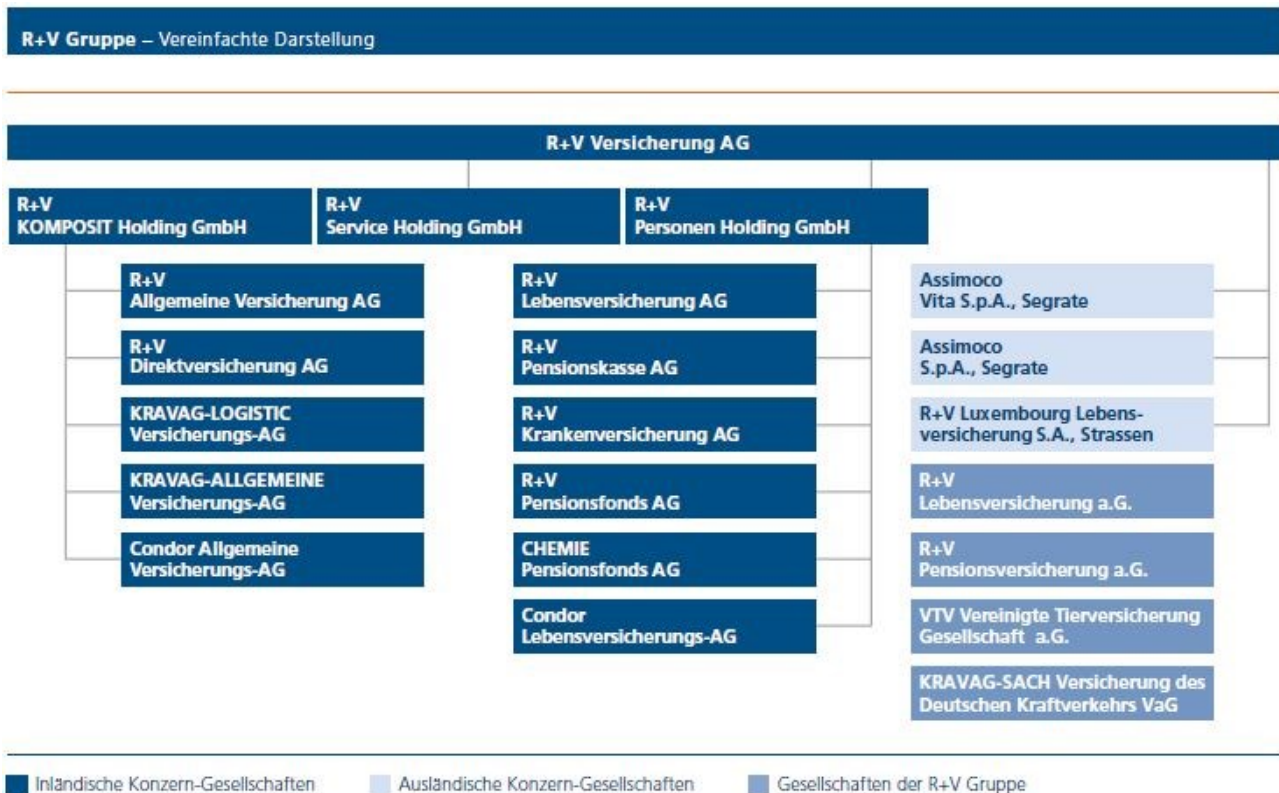 R+V Gruppe – Vereinfachte Darstellung
R+V Versicherung AG
R+V
KOMPOSIT Holding GmbH
R+V
Service Holding GmbH
R+V
Personen Holding GmbH
R+V
Allgemeine Versicherung AG
R+V
Direktversicherung AG
KRAVAG-LOGISTIC
Versicherungs-AG
KRAVAG-ALLGEMEINE
Versicherungs-AG
Condor Allgemeine
Versicherungs-AG
R+V
Lebensversicherung AG
R+V
Pensionskasse AG
R+V
Krankenversicherung AG
R+V
Pensionsfonds AG
CHEMIE
Pensionsfonds AG
Condor
Lebensversicherungs-AG
Assimoco
Vita S.p.A., Segrate
Assimoco
S.p.A., Segrate
R+V Luxembourg Lebens-
versicherung S.A., Strassen
R+V
Lebensversicherung a.G.
R+V
Pensionsversicherung a.G.
VTV Vereinigte Tierversicherung
Gesellschaft a.G.
KRAVAG-SACH Versicherung des
Deutschen Kraftverkehrs VaG
Inländische Konzern-Gesellschaften
Ausländische Konzern-Gesellschaften
Gesellschaften der R+V Gruppe